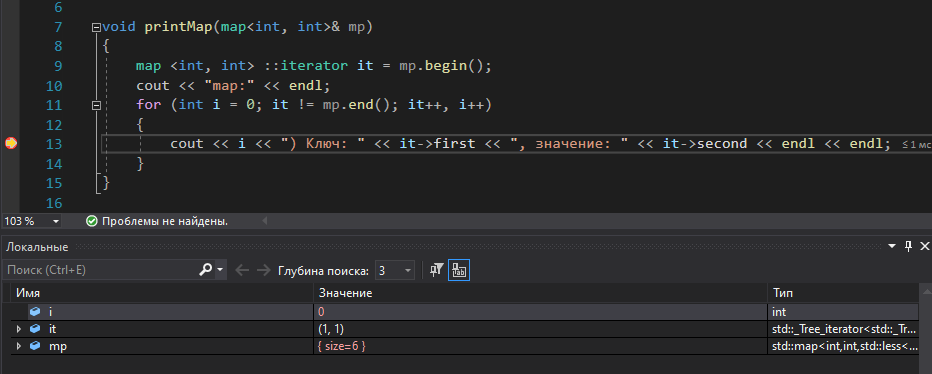 6
7 void printMap(map<int, int>& mp)
8 {
9 map <int, int> ::iterator it = mp.begin();
10 cout << "map:" << endl;
11 for (int i = 0; it != mp.end(); it++, i++)
12 {
13 cout << i << ") Ключ: " << it->first << ", значение: " << it->second << endl << endl; ≤ 1 мс
14 }
15 }
16
103 % Проблемы не найдены.
Локальные
Поиск (Ctrl+E) Глубина поиска: 3
Имя Значение Тип
i 0 int
it (1, 1) std::_Tree_iterator<std::_Tr...
mp { size=6 } std::map<int,int,std::less<...